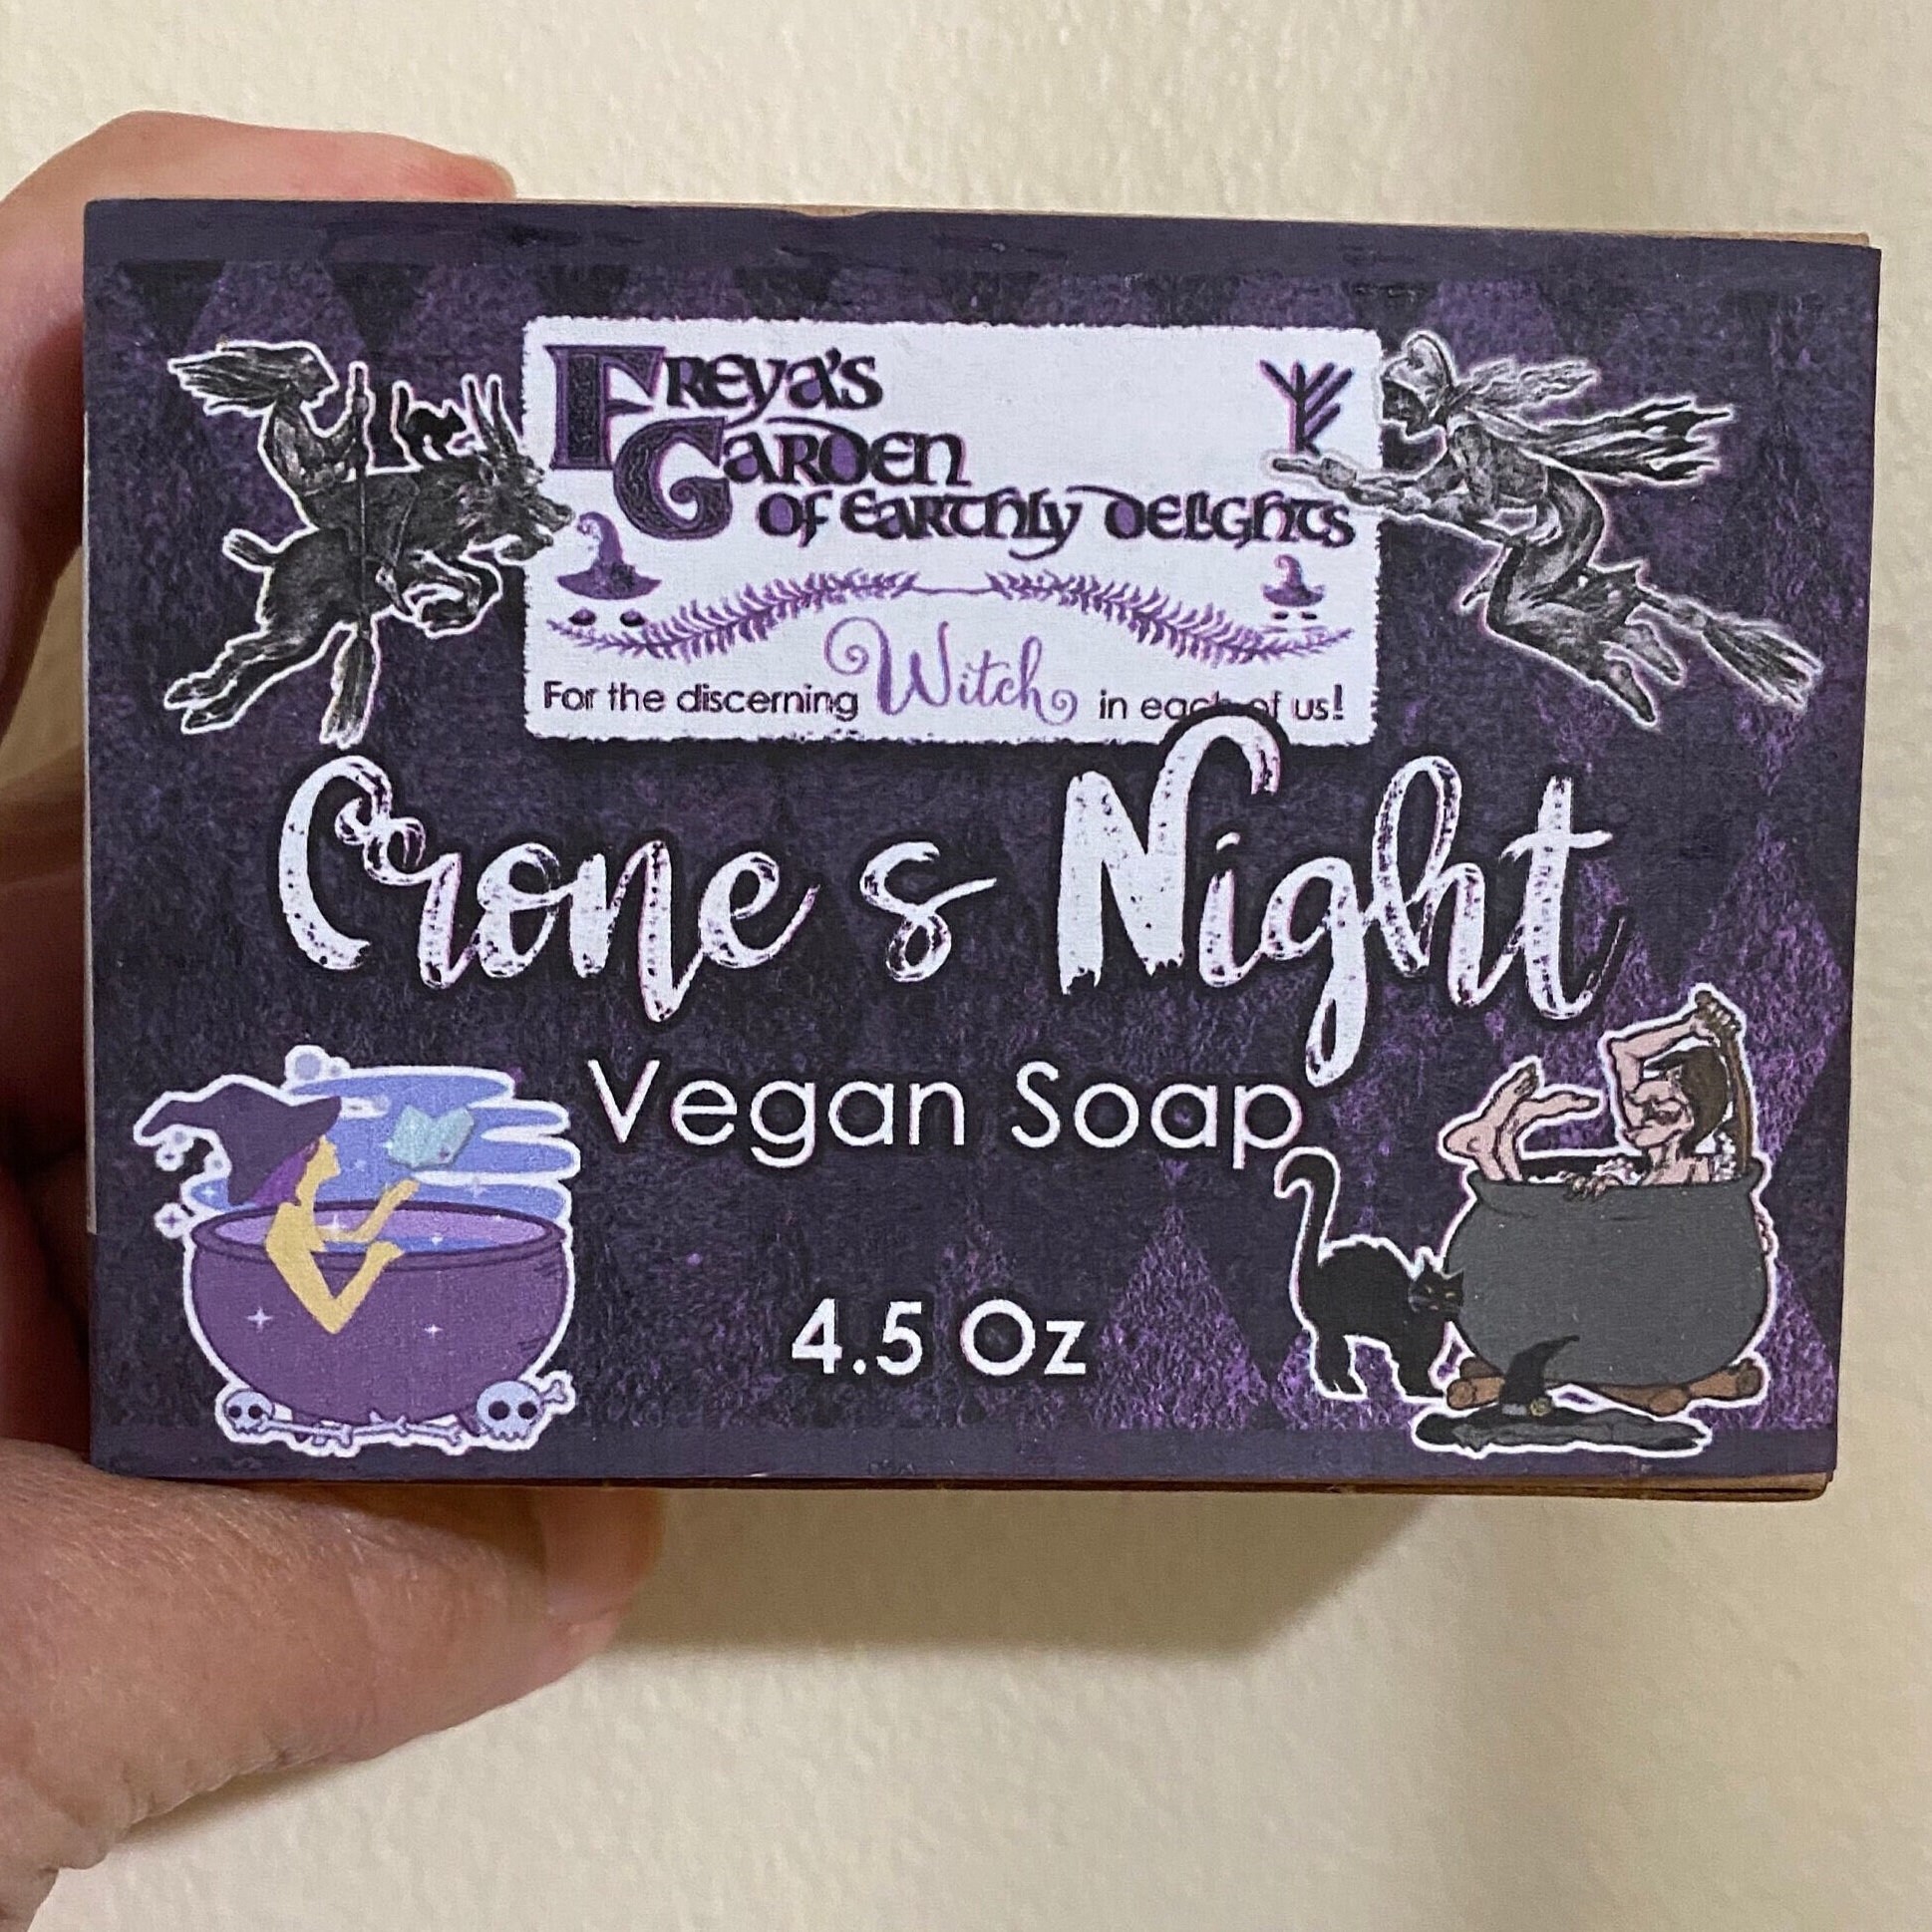 Freya's
Garden
of Earthly Delights
For the discerning Witch in each of us!
Crone s Night
Vegan Soap
4.5 Oz